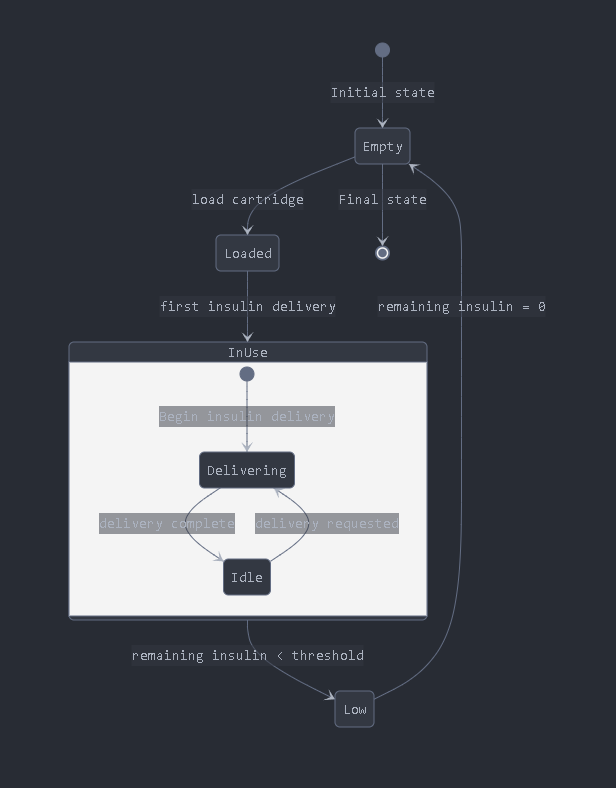 Initial state
Empty
load cartridge
Final state
Loaded
first insulin delivery
remaining insulin = 0
InUse
Begin insulin delivery
Delivering
delivery complete
delivery requested
Idle
remaining insulin < threshold
Low